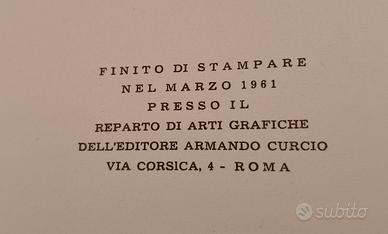 FINITO DI STAMPARE
NEL MARZO 1961
PRESSO IL
REPARTO DI ARTI GRAFICHE
DELL'EDITORE ARMANDO CURCIO
VIA CORSICA, 4 - ROMA
subito